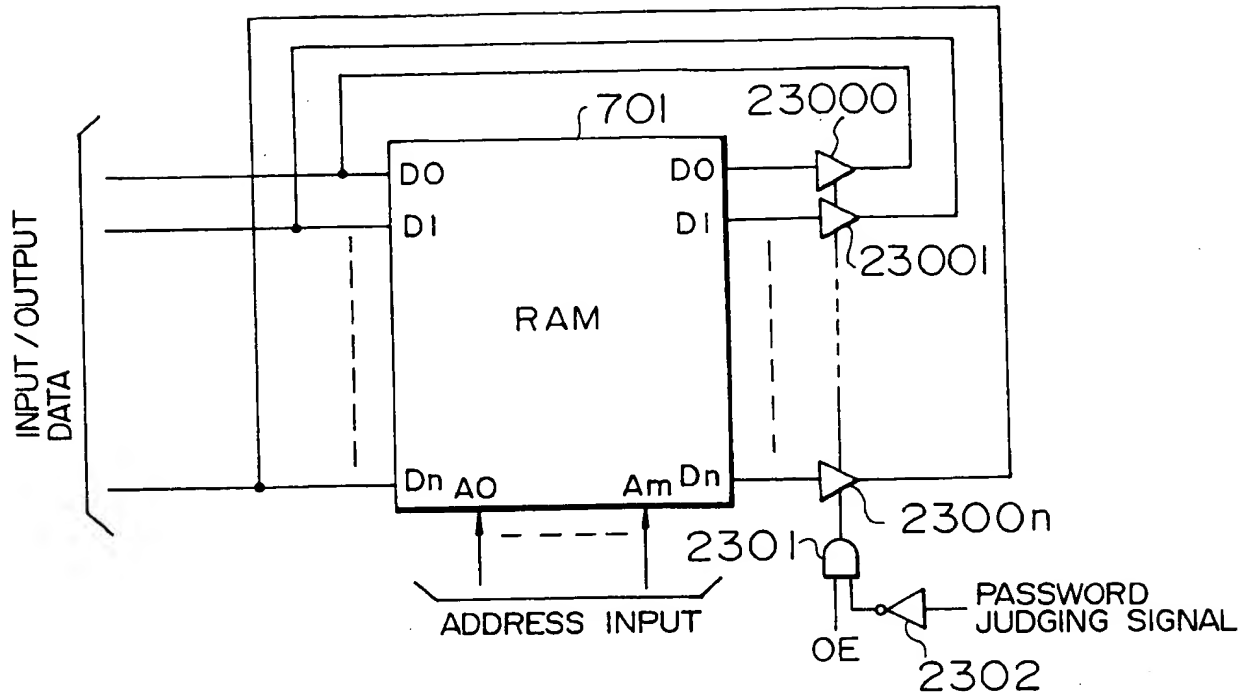 701
23000
D0
D0
D1
D1
23001
INPUT/OUTPUT
DATA
RAM
Dn
A0
Am
Dn
2300n
2301
ADDRESS INPUT
PASSWORD
JUDGING SIGNAL
OE
2302